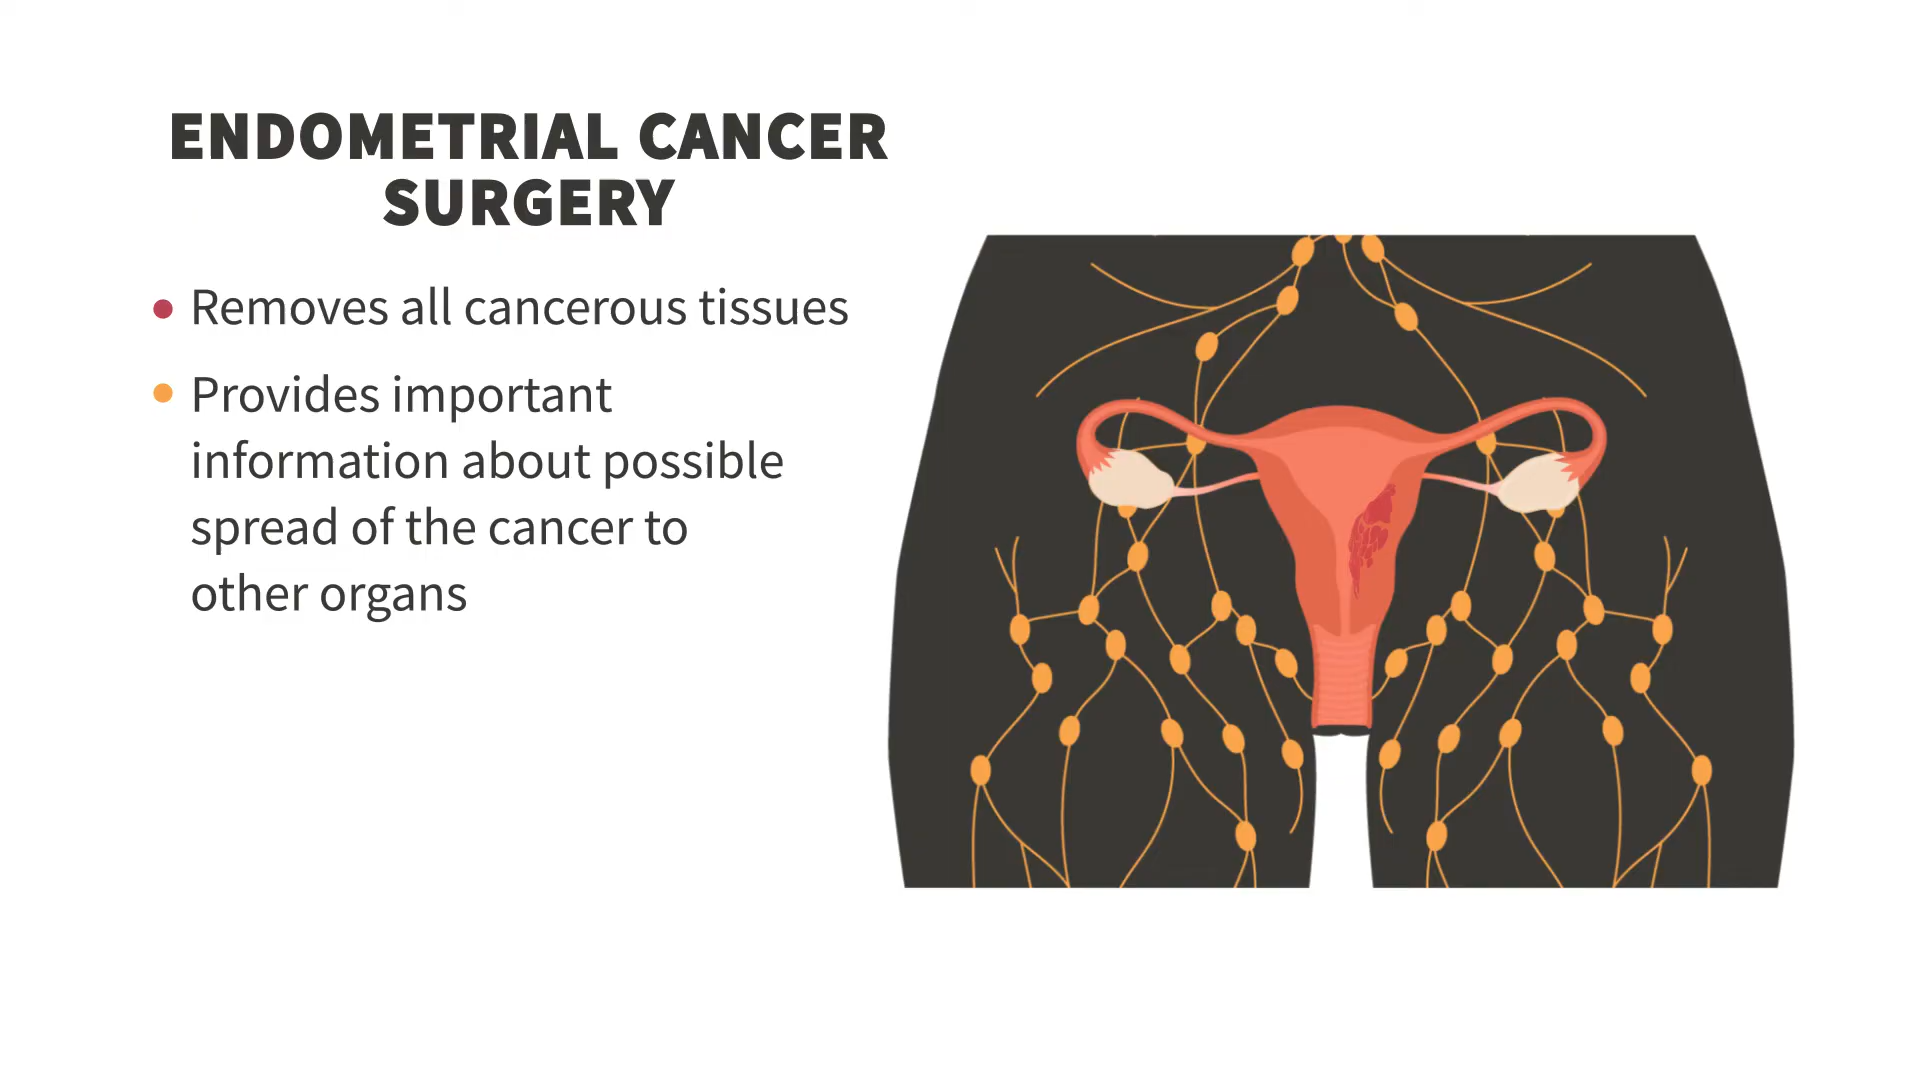 ENDOMETRIAL CANCER
SURGERY
• Removes all cancerous tissues
• Provides important
information about possible
spread of the cancer to
other organs